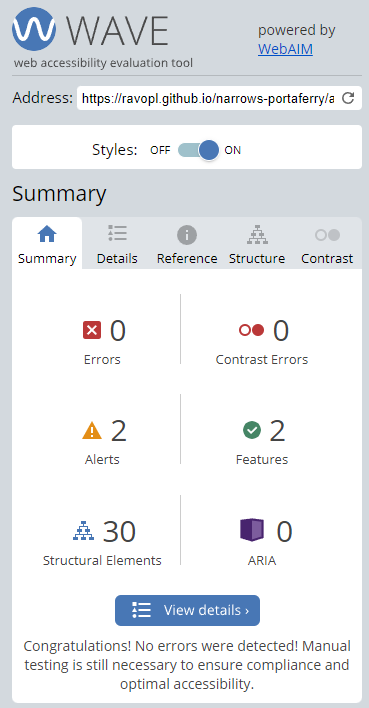 WAVE
web accessibility evaluation tool
powered by
WebAIM
Address: https://ravopl.github.io/narrows-portaferry/a
Styles: OFF ON
Summary
Summary Details Reference Structure Contrast
0 0
Errors Contrast Errors
2 2
Alerts Features
30 0
Structural Elements ARIA
View details ›
Congratulations! No errors were detected! Manual
testing is still necessary to ensure compliance and
optimal accessibility.